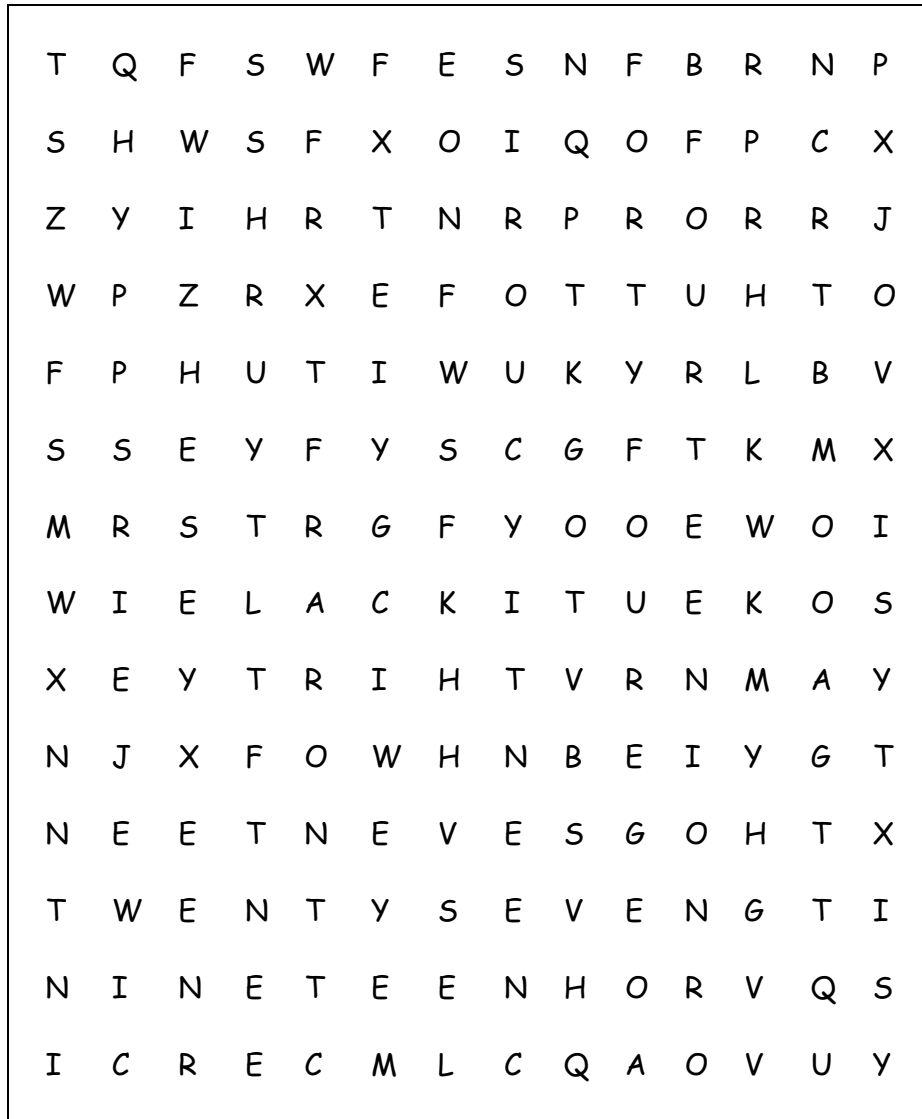 T Q F S W F E S N F B R N P
S H W S F X O I Q O F P C X
Z Y I H R T N R P R O R R J
W P Z R X E F O T T U H T O
F P H U T I W U K Y R L B V
S S E Y F Y S C G F T K M X
M R S T R G F Y O O E W O I
W I E L A C K I T U E K O S
X E Y T R I H T V R N M A Y
N J X F O W H N B E I Y G T
N E E T N E V E S G O H T X
T W E N T Y S E V E N G T I
N I N E T E E N H O R V Q S
I C R E C M L C Q A O V U Y